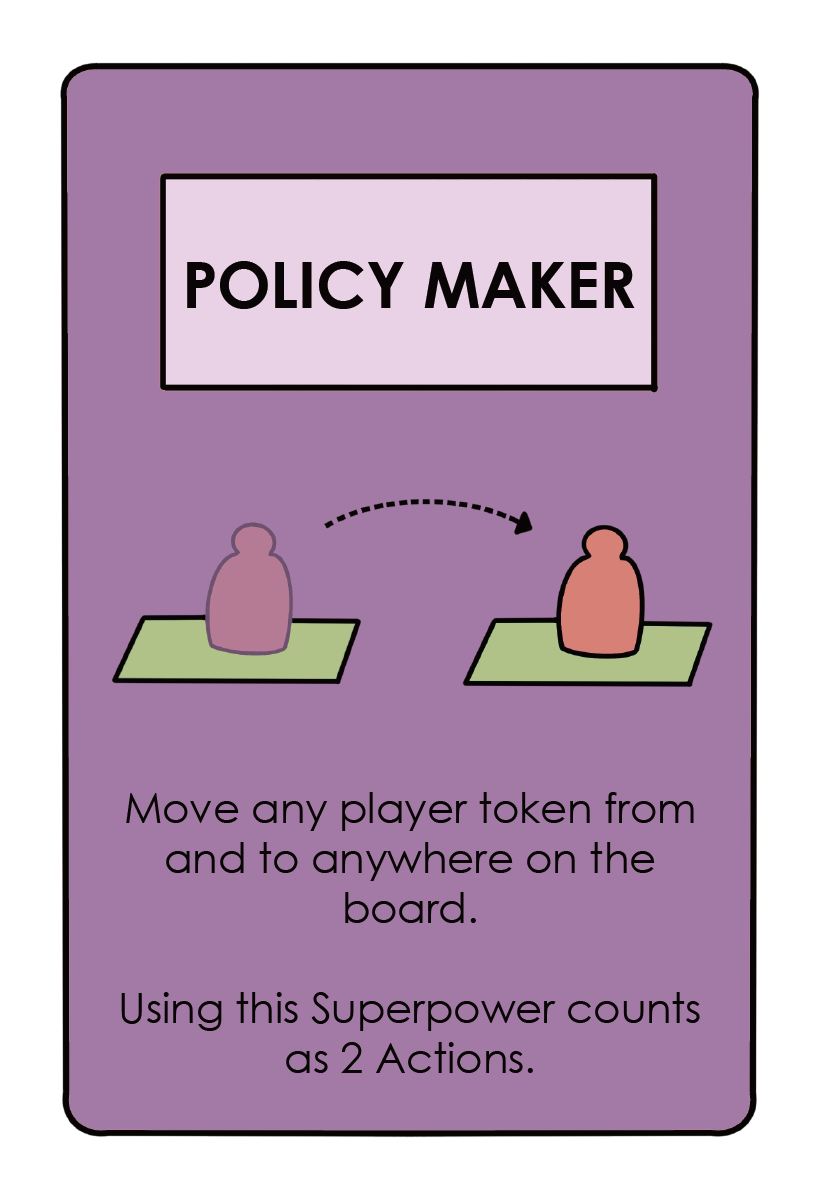 POLICY MAKER
Move any player token from
and to anywhere on the
board.
Using this Superpower counts
as 2 Actions.